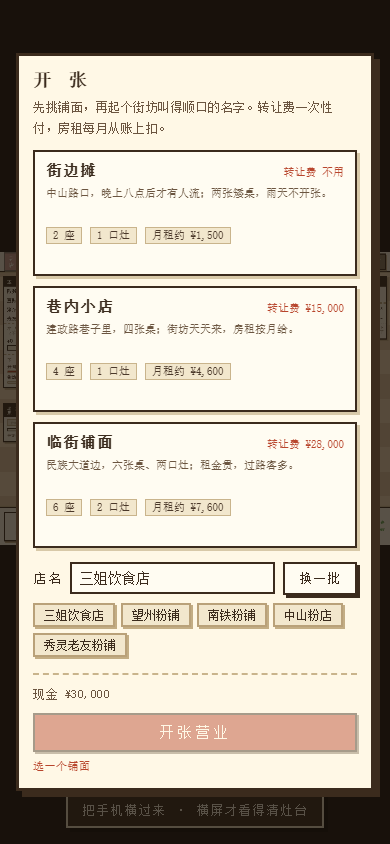 开 张
先挑铺面，再起个街坊叫得顺口的名字。转让费一次性
付，房租每月从账上扣。
街边摊 转让费 不用
中山路口，晚上八点后才有人流；两张矮桌，雨天不开张。
2 座 1 口灶 月租约 ¥1,500
巷内小店 转让费 ¥15,000
建政路巷子里，四张桌；街坊天天来，房租按月给。
4 座 1 口灶 月租约 ¥4,600
临街铺面 转让费 ¥28,000
民族大道边，六张桌、两口灶；租金贵，过路客多。
6 座 2 口灶 月租约 ¥7,600
店名 三姐饮食店 换一批
三姐饮食店 望州粉铺 南铁粉铺 中山粉店
秀灵老友粉铺
现金 ¥30,000
开张营业
选一个铺面
把手机横过来 · 横屏才看得清灶台